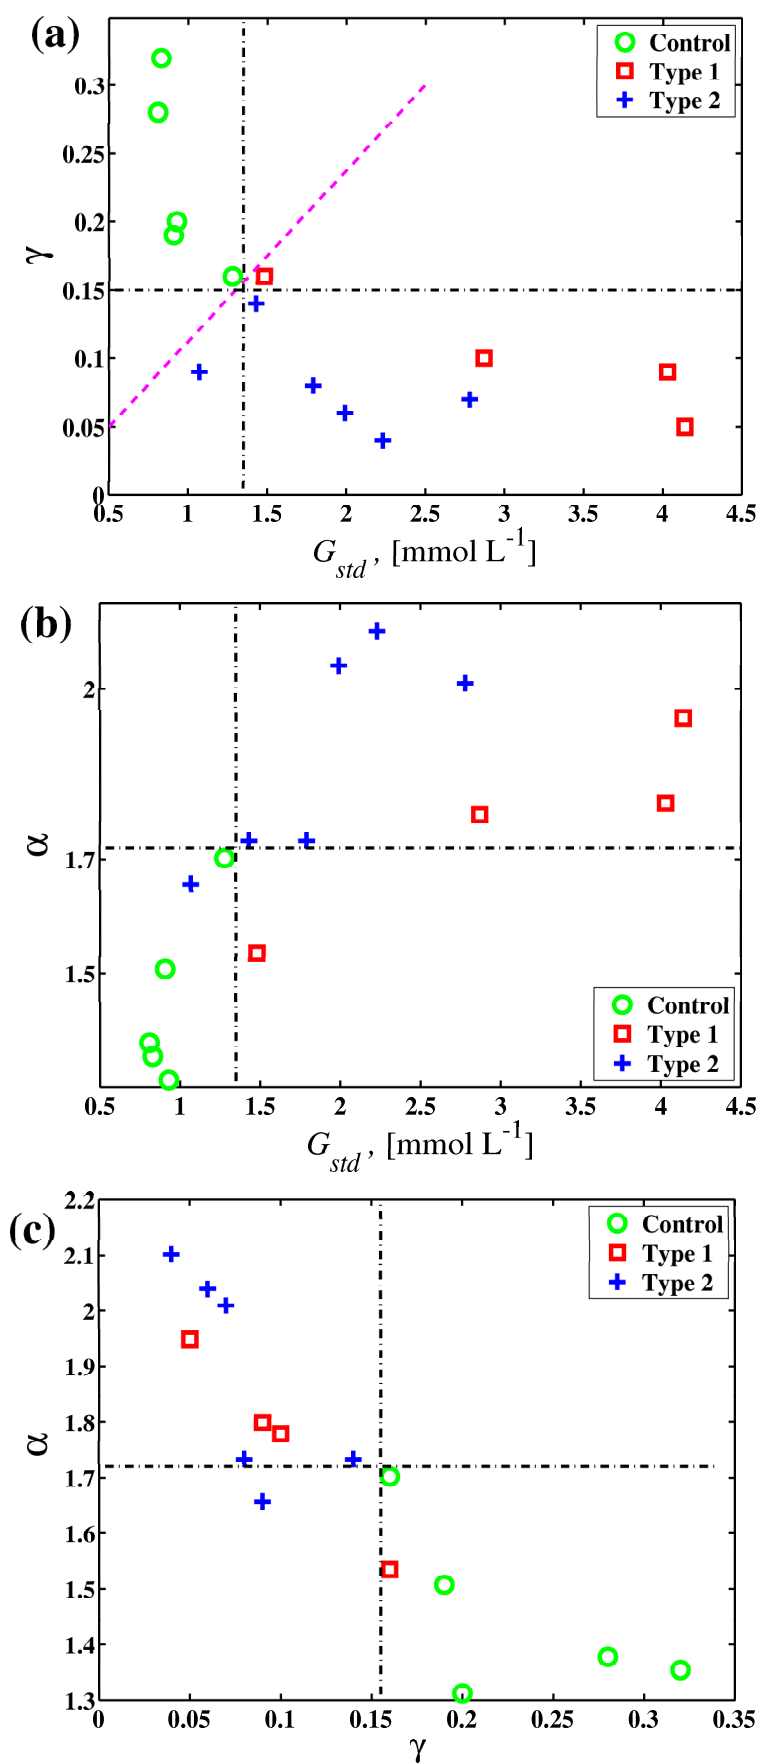 (a)
Control
Type 1
Type 2
0.3
0.25
0.2
0.15
0.1
0.05
0
γ
0.5 1 1.5 2 2.5 3 3.5 4 4.5
G_std, [mmol L^-1]
(b)
2
1.7
1.5
α
Control
Type 1
Type 2
0.5 1 1.5 2 2.5 3 3.5 4 4.5
G_std, [mmol L^-1]
(c)
2.2
2.1
2
1.9
1.8
1.7
1.6
1.5
1.4
1.3
α
Control
Type 1
Type 2
0 0.05 0.1 0.15 0.2 0.25 0.3 0.35
γ